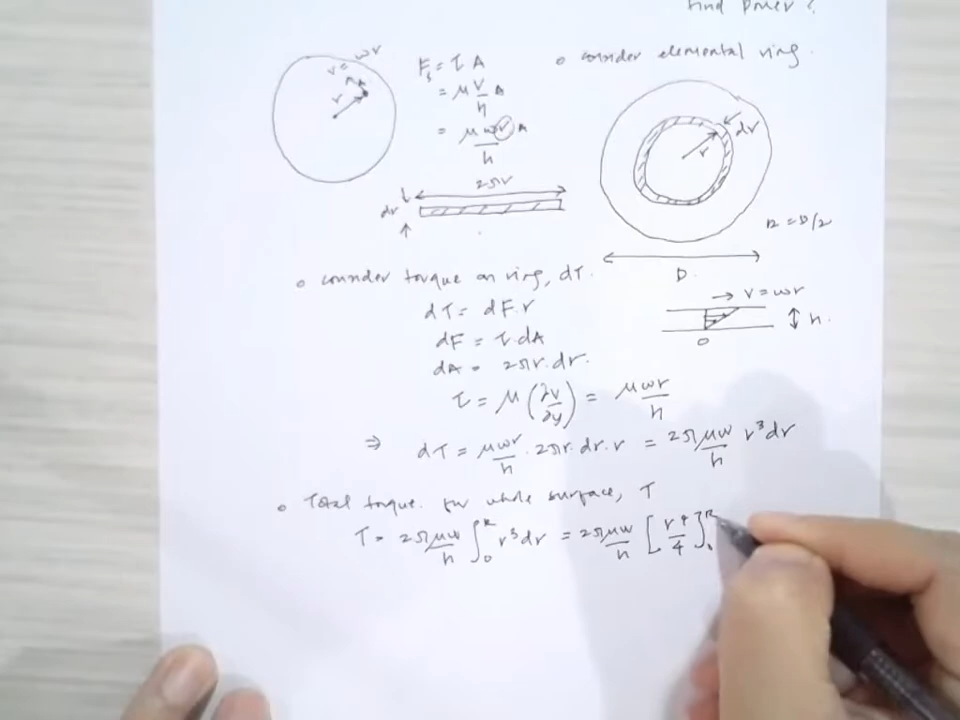 Find power?
v = ωr
r
Fs = τ A
= μ V/h A
= μωr/h A
2πr
dr
o consider elemental ring.
dr
r
R = D/2
D
→ v = ωr
h.
o
o consider torque on ring, dT.
dT = dF.r
dF = τ.dA
dA = 2πr.dr.
τ = μ (∂v/∂y) = μωr/h
⇒ dT = μωr/h . 2πr.dr.r = 2πμω/h r³dr
o Total torque. for whole surface, T
T = 2πμω/h ∫₀ᴿ r³dr = 2πμω/h [r⁴/4]₀ᴿ